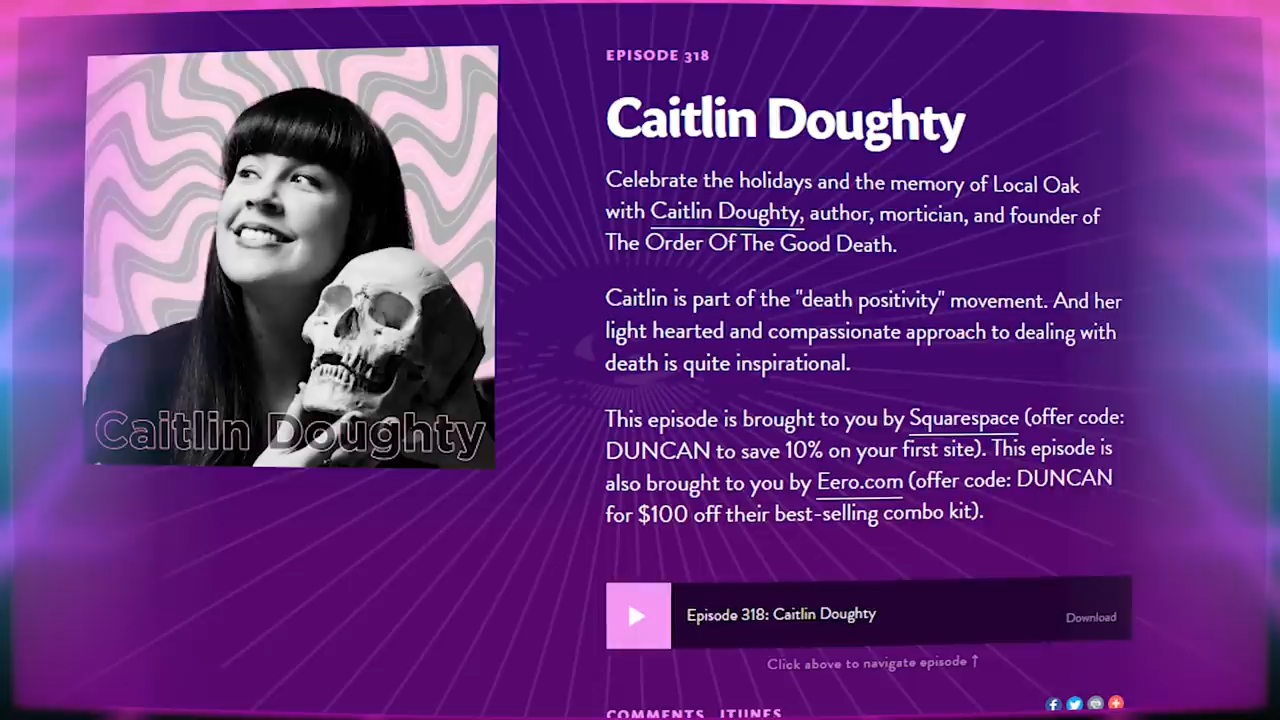 EPISODE 318
Caitlin Doughty
Celebrate the holidays and the memory of Local Oak
with Caitlin Doughty, author, mortician, and founder of
The Order Of The Good Death.
Caitlin is part of the "death positivity" movement. And her
light hearted and compassionate approach to dealing with
death is quite inspirational.
This episode is brought to you by Squarespace (offer code:
DUNCAN to save 10% on your first site). This episode is
also brought to you by Eero.com (offer code: DUNCAN
for $100 off their best-selling combo kit).
Caitlin Doughty
Episode 318: Caitlin Doughty
Download
Click above to navigate episode ↑
COMMENTS, ITUNES